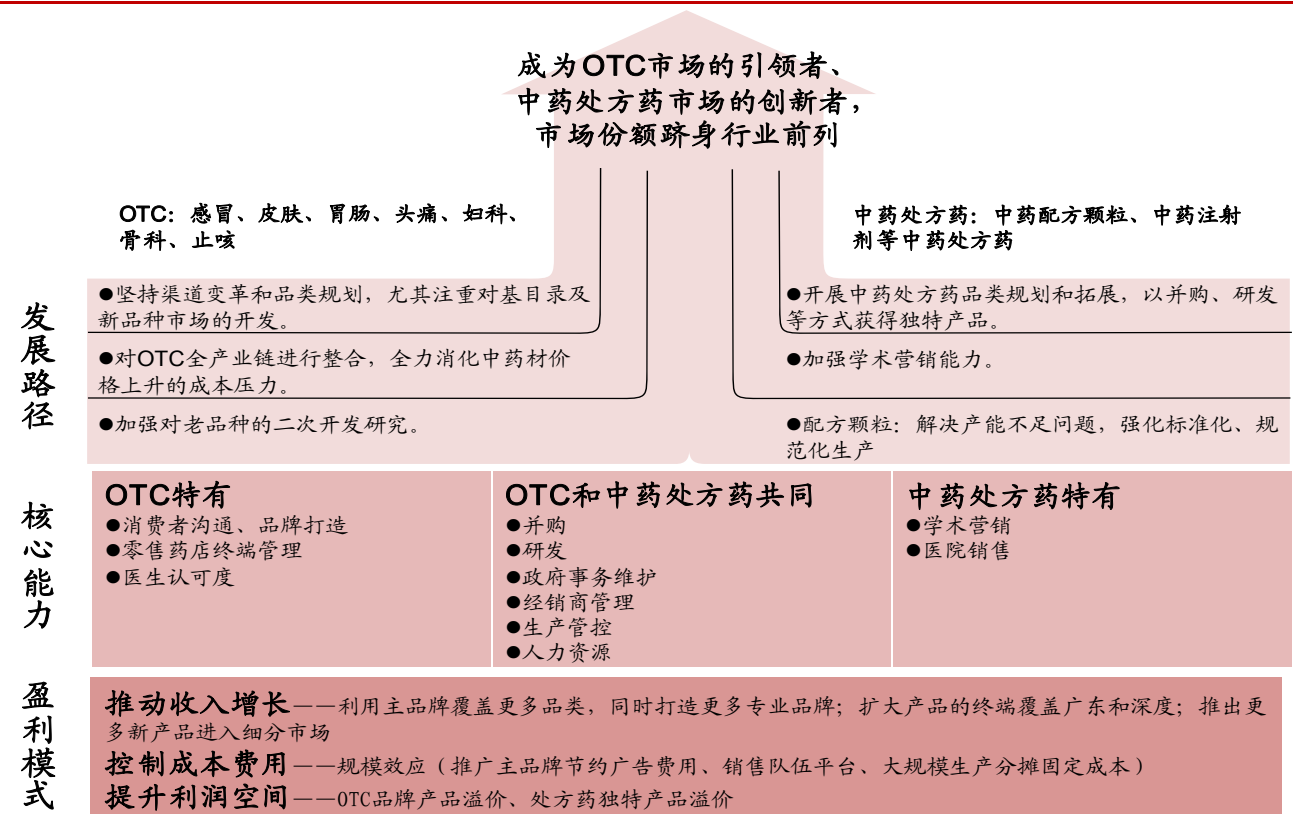 成为OTC市场的引领者、
中药处方药市场的创新者，
市场份额跻身行业前列
OTC：感冒、皮肤、胃肠、头痛、妇科、
骨科、止咳
中药处方药：中药配方颗粒、中药注射
剂等中药处方药
发展路径
●坚持渠道变革和品类规划，尤其注重对基目录及
新品种市场的开发。
●对OTC全产业链进行整合，全力消化中药材价
格上升的成本压力。
●加强对老品种的二次开发研究。
●开展中药处方药品类规划和拓展，以并购、研发
等方式获得独特产品。
●加强学术营销能力。
●配方颗粒：解决产能不足问题，强化标准化、规
范化生产
核心能力
OTC特有
●消费者沟通、品牌打造
●零售药店终端管理
●医生认可度
OTC和中药处方药共同
●并购
●研发
●政府事务维护
●经销商管理
●生产管控
●人力资源
中药处方药特有
●学术营销
●医院销售
盈利模式
推动收入增长——利用主品牌覆盖更多品类，同时打造更多专业品牌；扩大产品的终端覆盖广东和深度；推出更
多新产品进入细分市场
控制成本费用——规模效应（推广主品牌节约广告费用、销售队伍平台、大规模生产分摊固定成本）
提升利润空间——OTC品牌产品溢价、处方药独特产品溢价